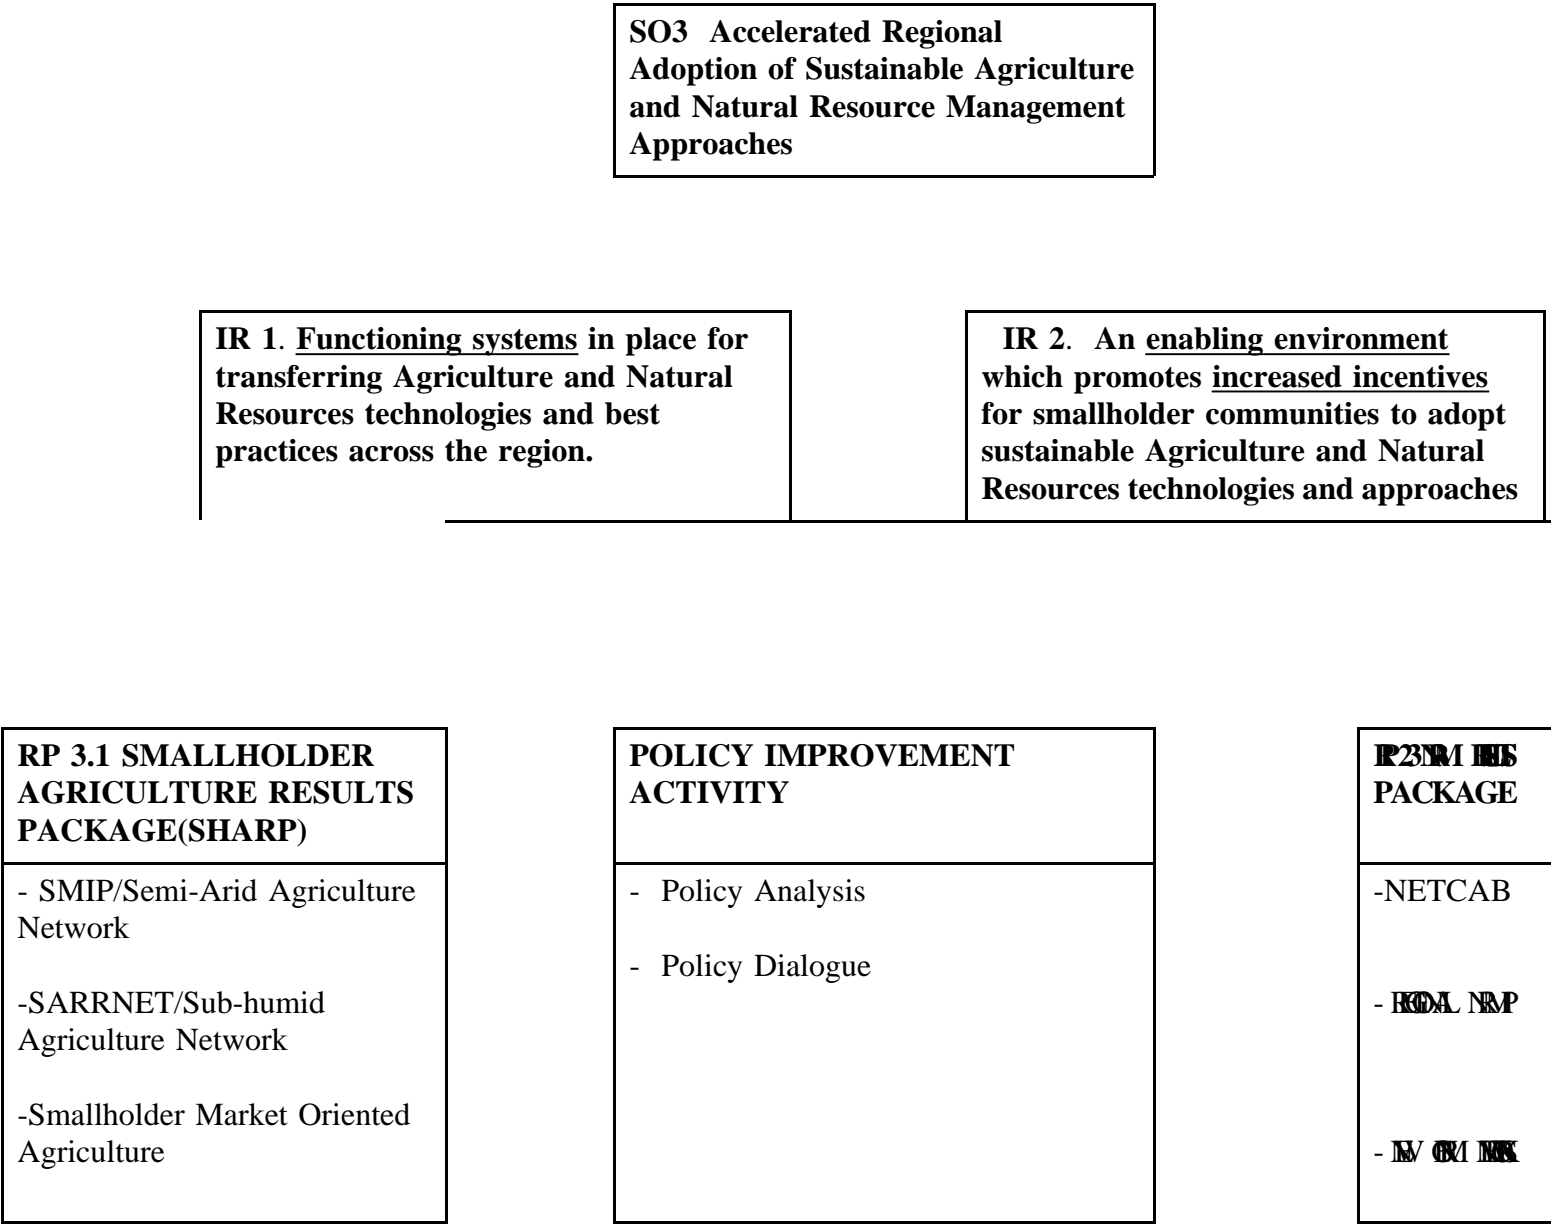 SO3 Accelerated Regional
Adoption of Sustainable Agriculture
and Natural Resource Management
Approaches
IR 1. Functioning systems in place for
transferring Agriculture and Natural
Resources technologies and best
practices across the region.
IR 2. An enabling environment
which promotes increased incentives
for smallholder communities to adopt
sustainable Agriculture and Natural
Resources technologies and approaches
RP 3.1 SMALLHOLDER
AGRICULTURE RESULTS
PACKAGE(SHARP)
- SMIP/Semi-Arid Agriculture
Network
-SARRNET/Sub-humid
Agriculture Network
-Smallholder Market Oriented
Agriculture
POLICY IMPROVEMENT
ACTIVITY
- Policy Analysis
- Policy Dialogue
PACKAGE
-NETCAB